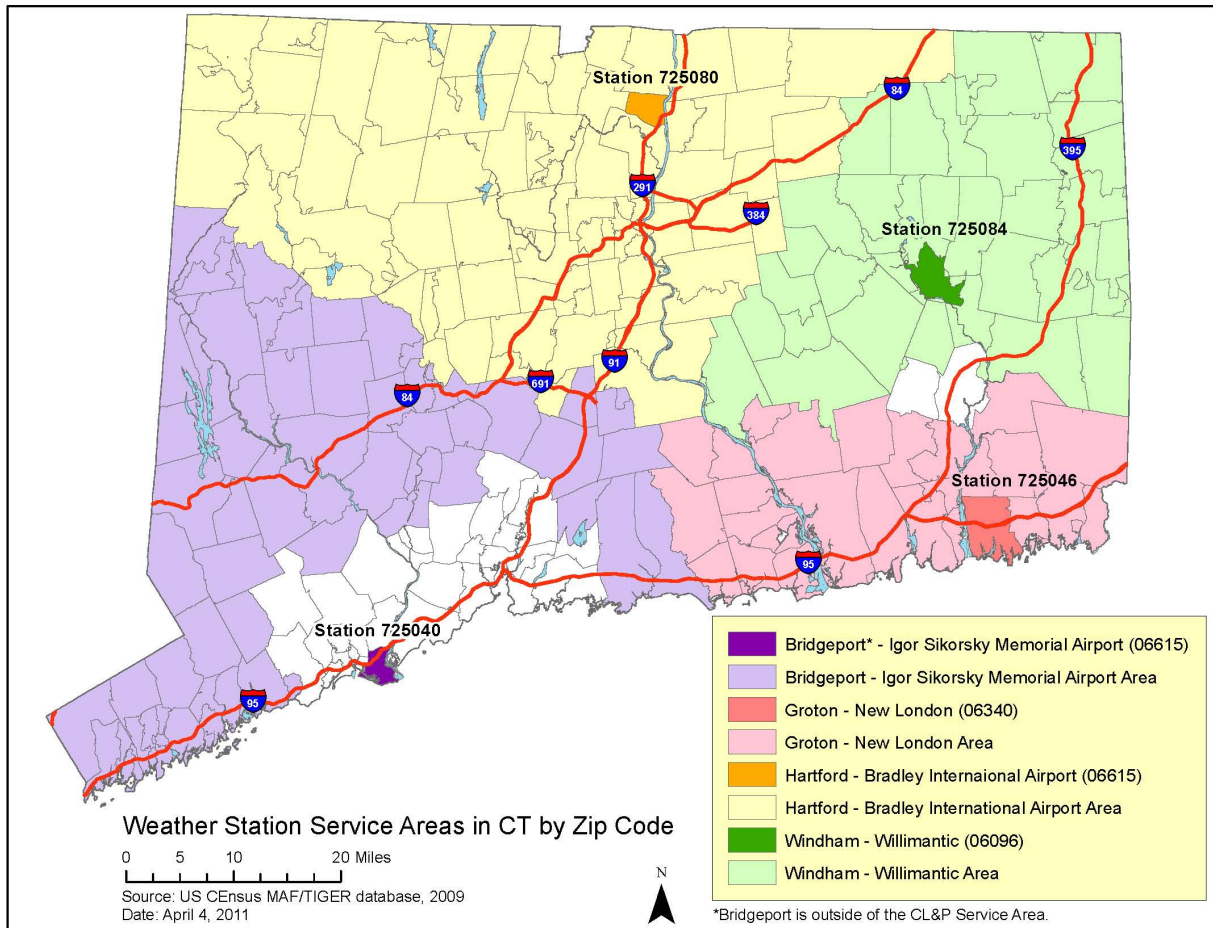 Station 725080
84
395
291
384
Station 725084
91
691
84
Station 725046
95
Station 725040
95
Bridgeport* - Igor Sikorsky Memorial Airport (06615)
Bridgeport - Igor Sikorsky Memorial Airport Area
Groton - New London (06340)
Groton - New London Area
Hartford - Bradley Internaional Airport (06615)
Hartford - Bradley International Airport Area
Windham - Willimantic (06096)
Windham - Willimantic Area
*Bridgeport is outside of the CL&P Service Area.
Weather Station Service Areas in CT by Zip Code
0 5 10 20 Miles
Source: US CEnsus MAF/TIGER database, 2009
Date: April 4, 2011
N